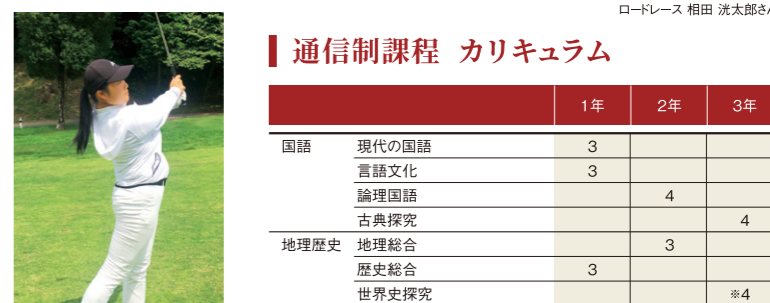 ロードレース 相田 洸太郎さん
通信制課程 カリキュラム
1年 2年 3年
国語 現代の国語 3
言語文化 3
論理国語 4
古典探究 4
地理歴史 地理総合 3
歴史総合 3
世界史探究 ※4